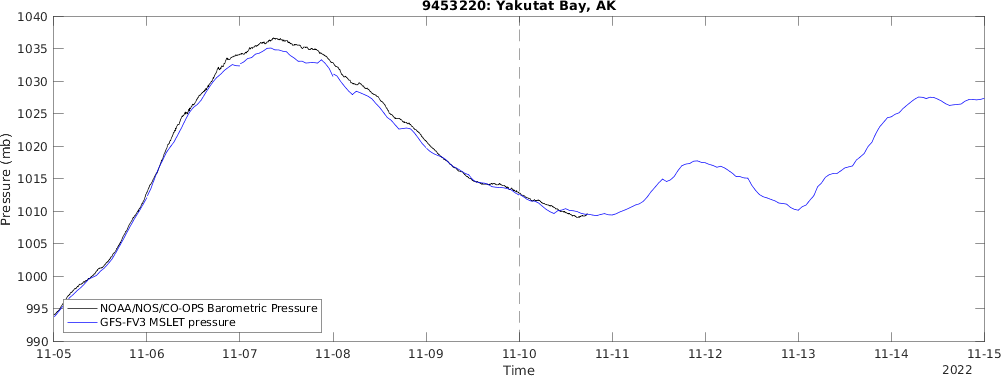 9453220: Yakutat Bay, AK
Pressure (mb)
1040
1035
1030
1025
1020
1015
1010
1005
1000
995
990
NOAA/NOS/CO-OPS Barometric Pressure
GFS-FV3 MSLET pressure
11-05 11-06 11-07 11-08 11-09 11-10 11-11 11-12 11-13 11-14 11-15
Time
2022